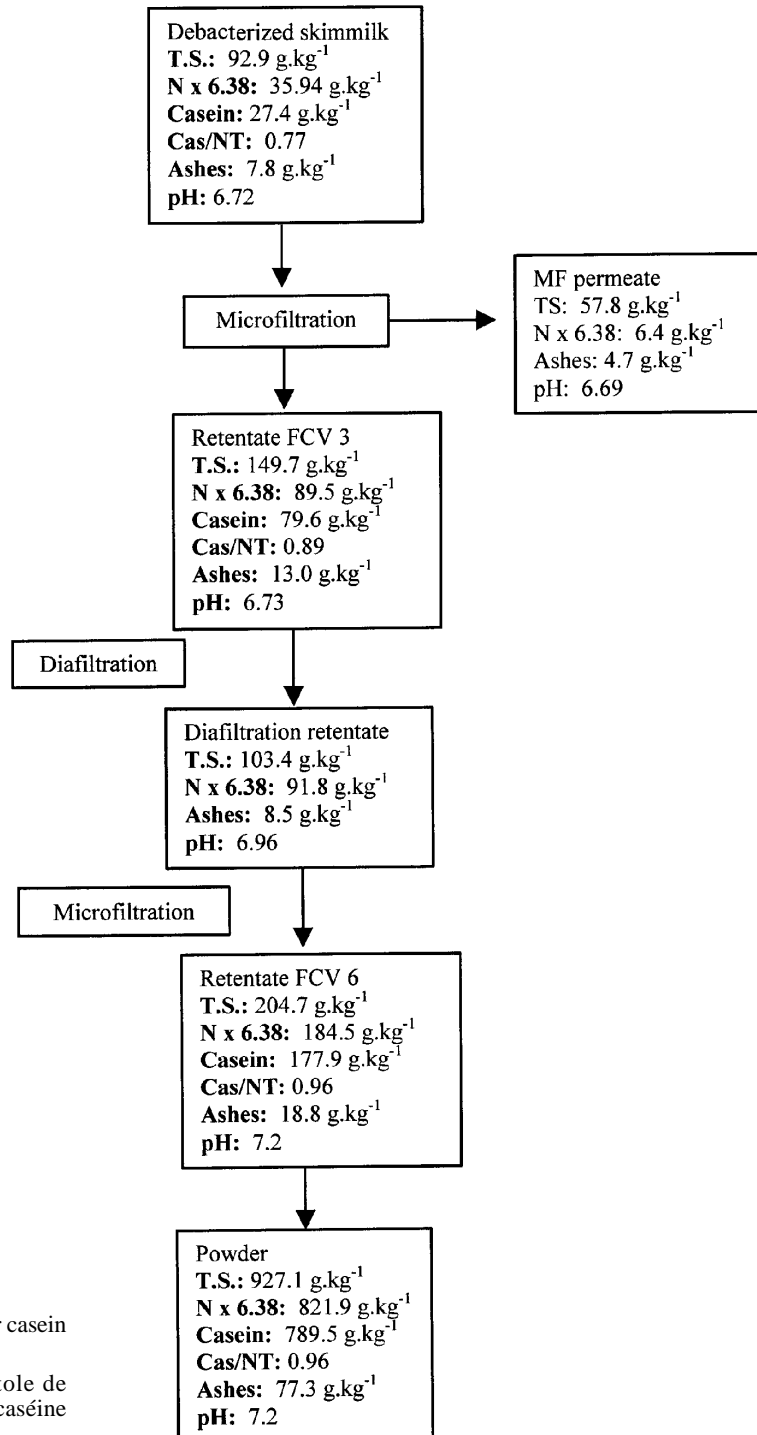 Debacterized skimmilk
T.S.: 92.9 g.kg⁻¹
N x 6.38: 35.94 g.kg⁻¹
Casein: 27.4 g.kg⁻¹
Cas/NT: 0.77
Ashes: 7.8 g.kg⁻¹
pH: 6.72
Microfiltration
MF permeate
TS: 57.8 g.kg⁻¹
N x 6.38: 6.4 g.kg⁻¹
Ashes: 4.7 g.kg⁻¹
pH: 6.69
Retentate FCV 3
T.S.: 149.7 g.kg⁻¹
N x 6.38: 89.5 g.kg⁻¹
Casein: 79.6 g.kg⁻¹
Cas/NT: 0.89
Ashes: 13.0 g.kg⁻¹
pH: 6.73
Diafiltration
Diafiltration retentate
T.S.: 103.4 g.kg⁻¹
N x 6.38: 91.8 g.kg⁻¹
Ashes: 8.5 g.kg⁻¹
pH: 6.96
Microfiltration
Retentate FCV 6
T.S.: 204.7 g.kg⁻¹
N x 6.38: 184.5 g.kg⁻¹
Casein: 177.9 g.kg⁻¹
Cas/NT: 0.96
Ashes: 18.8 g.kg⁻¹
pH: 7.2
Powder
T.S.: 927.1 g.kg⁻¹
N x 6.38: 821.9 g.kg⁻¹
Casein: 789.5 g.kg⁻¹
Cas/NT: 0.96
Ashes: 77.3 g.kg⁻¹
pH: 7.2
casein
de
caséine